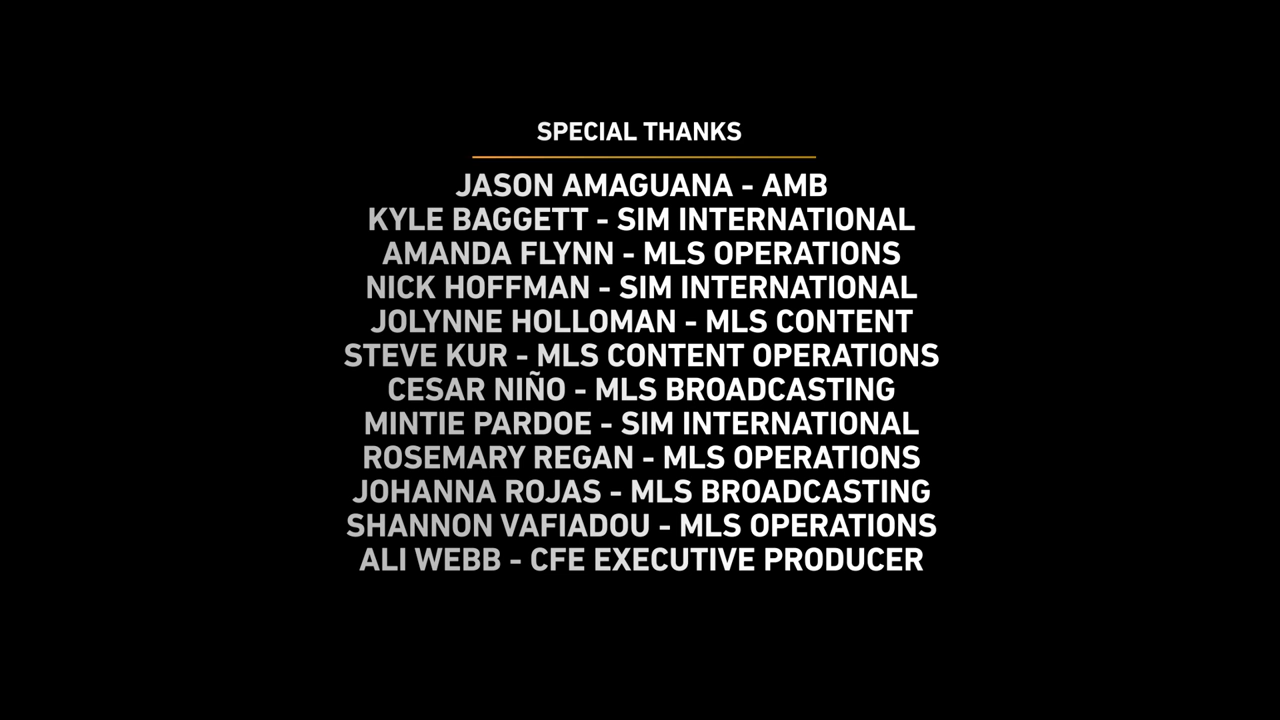 SPECIAL THANKS
JASON AMAGUANA - AMB
KYLE BAGGETT - SIM INTERNATIONAL
AMANDA FLYNN - MLS OPERATIONS
NICK HOFFMAN - SIM INTERNATIONAL
JOLYNNE HOLLOMAN - MLS CONTENT
STEVE KUR - MLS CONTENT OPERATIONS
CESAR NIÑO - MLS BROADCASTING
MINTIE PARDOE - SIM INTERNATIONAL
ROSEMARY REGAN - MLS OPERATIONS
JOHANNA ROJAS - MLS BROADCASTING
SHANNON VAFIADOU - MLS OPERATIONS
ALI WEBB - CFE EXECUTIVE PRODUCER